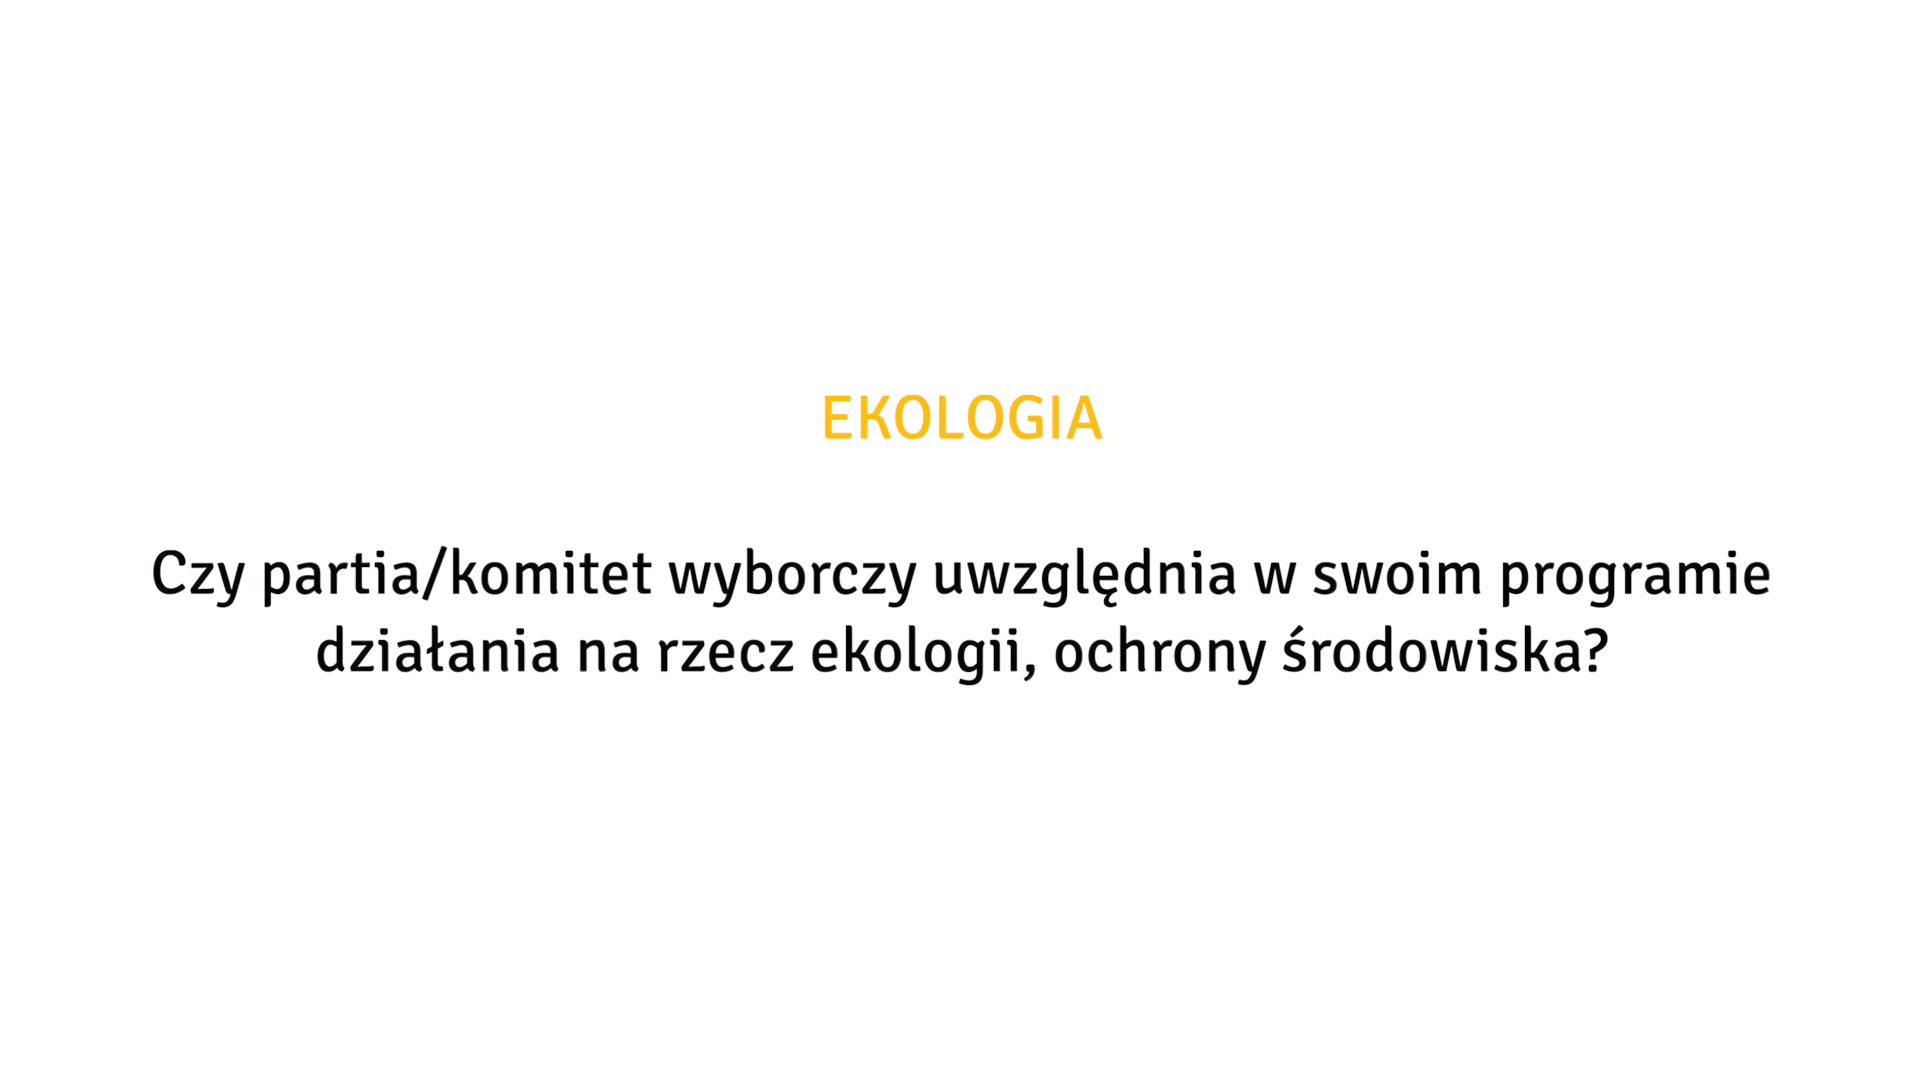 EKOLOGIA
Czy partia/komitet wyborczy uwzględnia w swoim programie
działania na rzecz ekologii, ochrony środowiska?